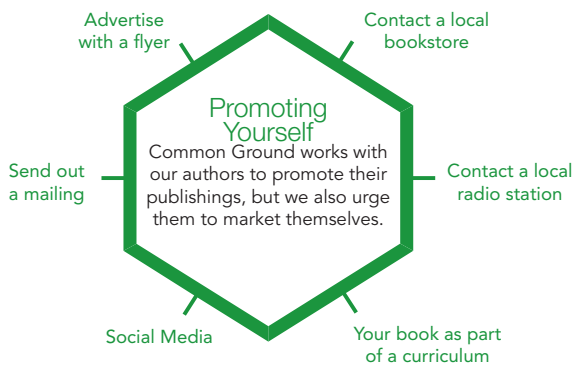 Advertise
with a flyer
Contact a local
bookstore
Promoting
Yourself
Common Ground works with
our authors to promote their
publishings, but we also urge
them to market themselves.
Send out
a mailing
Contact a local
radio station
Social Media
Your book as part
of a curriculum